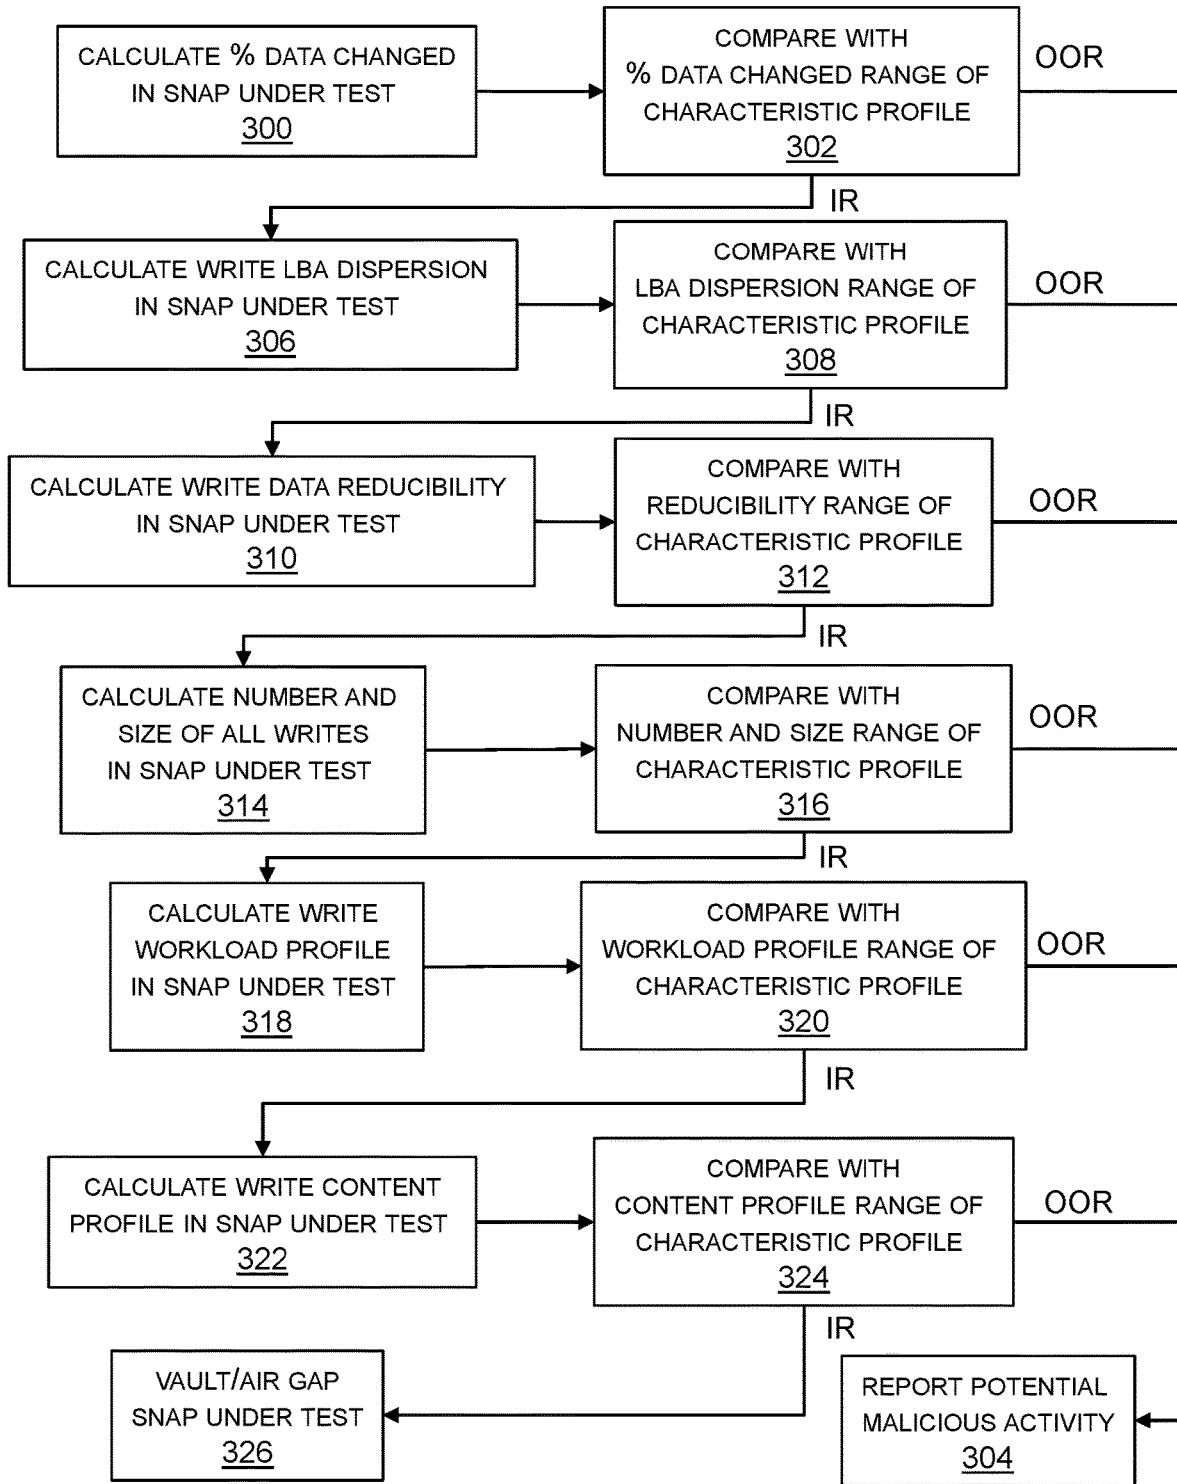 CALCULATE % DATA CHANGED
IN SNAP UNDER TEST
300
COMPARE WITH
% DATA CHANGED RANGE OF
CHARACTERISTIC PROFILE
302
OOR
IR
CALCULATE WRITE LBA DISPERSION
IN SNAP UNDER TEST
306
COMPARE WITH
LBA DISPERSION RANGE OF
CHARACTERISTIC PROFILE
308
OOR
IR
CALCULATE WRITE DATA REDUCIBILITY
IN SNAP UNDER TEST
310
COMPARE WITH
REDUCIBILITY RANGE OF
CHARACTERISTIC PROFILE
312
OOR
IR
CALCULATE NUMBER AND
SIZE OF ALL WRITES
IN SNAP UNDER TEST
314
COMPARE WITH
NUMBER AND SIZE RANGE OF
CHARACTERISTIC PROFILE
316
OOR
IR
CALCULATE WRITE
WORKLOAD PROFILE
IN SNAP UNDER TEST
318
COMPARE WITH
WORKLOAD PROFILE RANGE OF
CHARACTERISTIC PROFILE
320
OOR
IR
CALCULATE WRITE CONTENT
PROFILE IN SNAP UNDER TEST
322
COMPARE WITH
CONTENT PROFILE RANGE OF
CHARACTERISTIC PROFILE
324
OOR
IR
VAULT/AIR GAP
SNAP UNDER TEST
326
REPORT POTENTIAL
MALICIOUS ACTIVITY
304